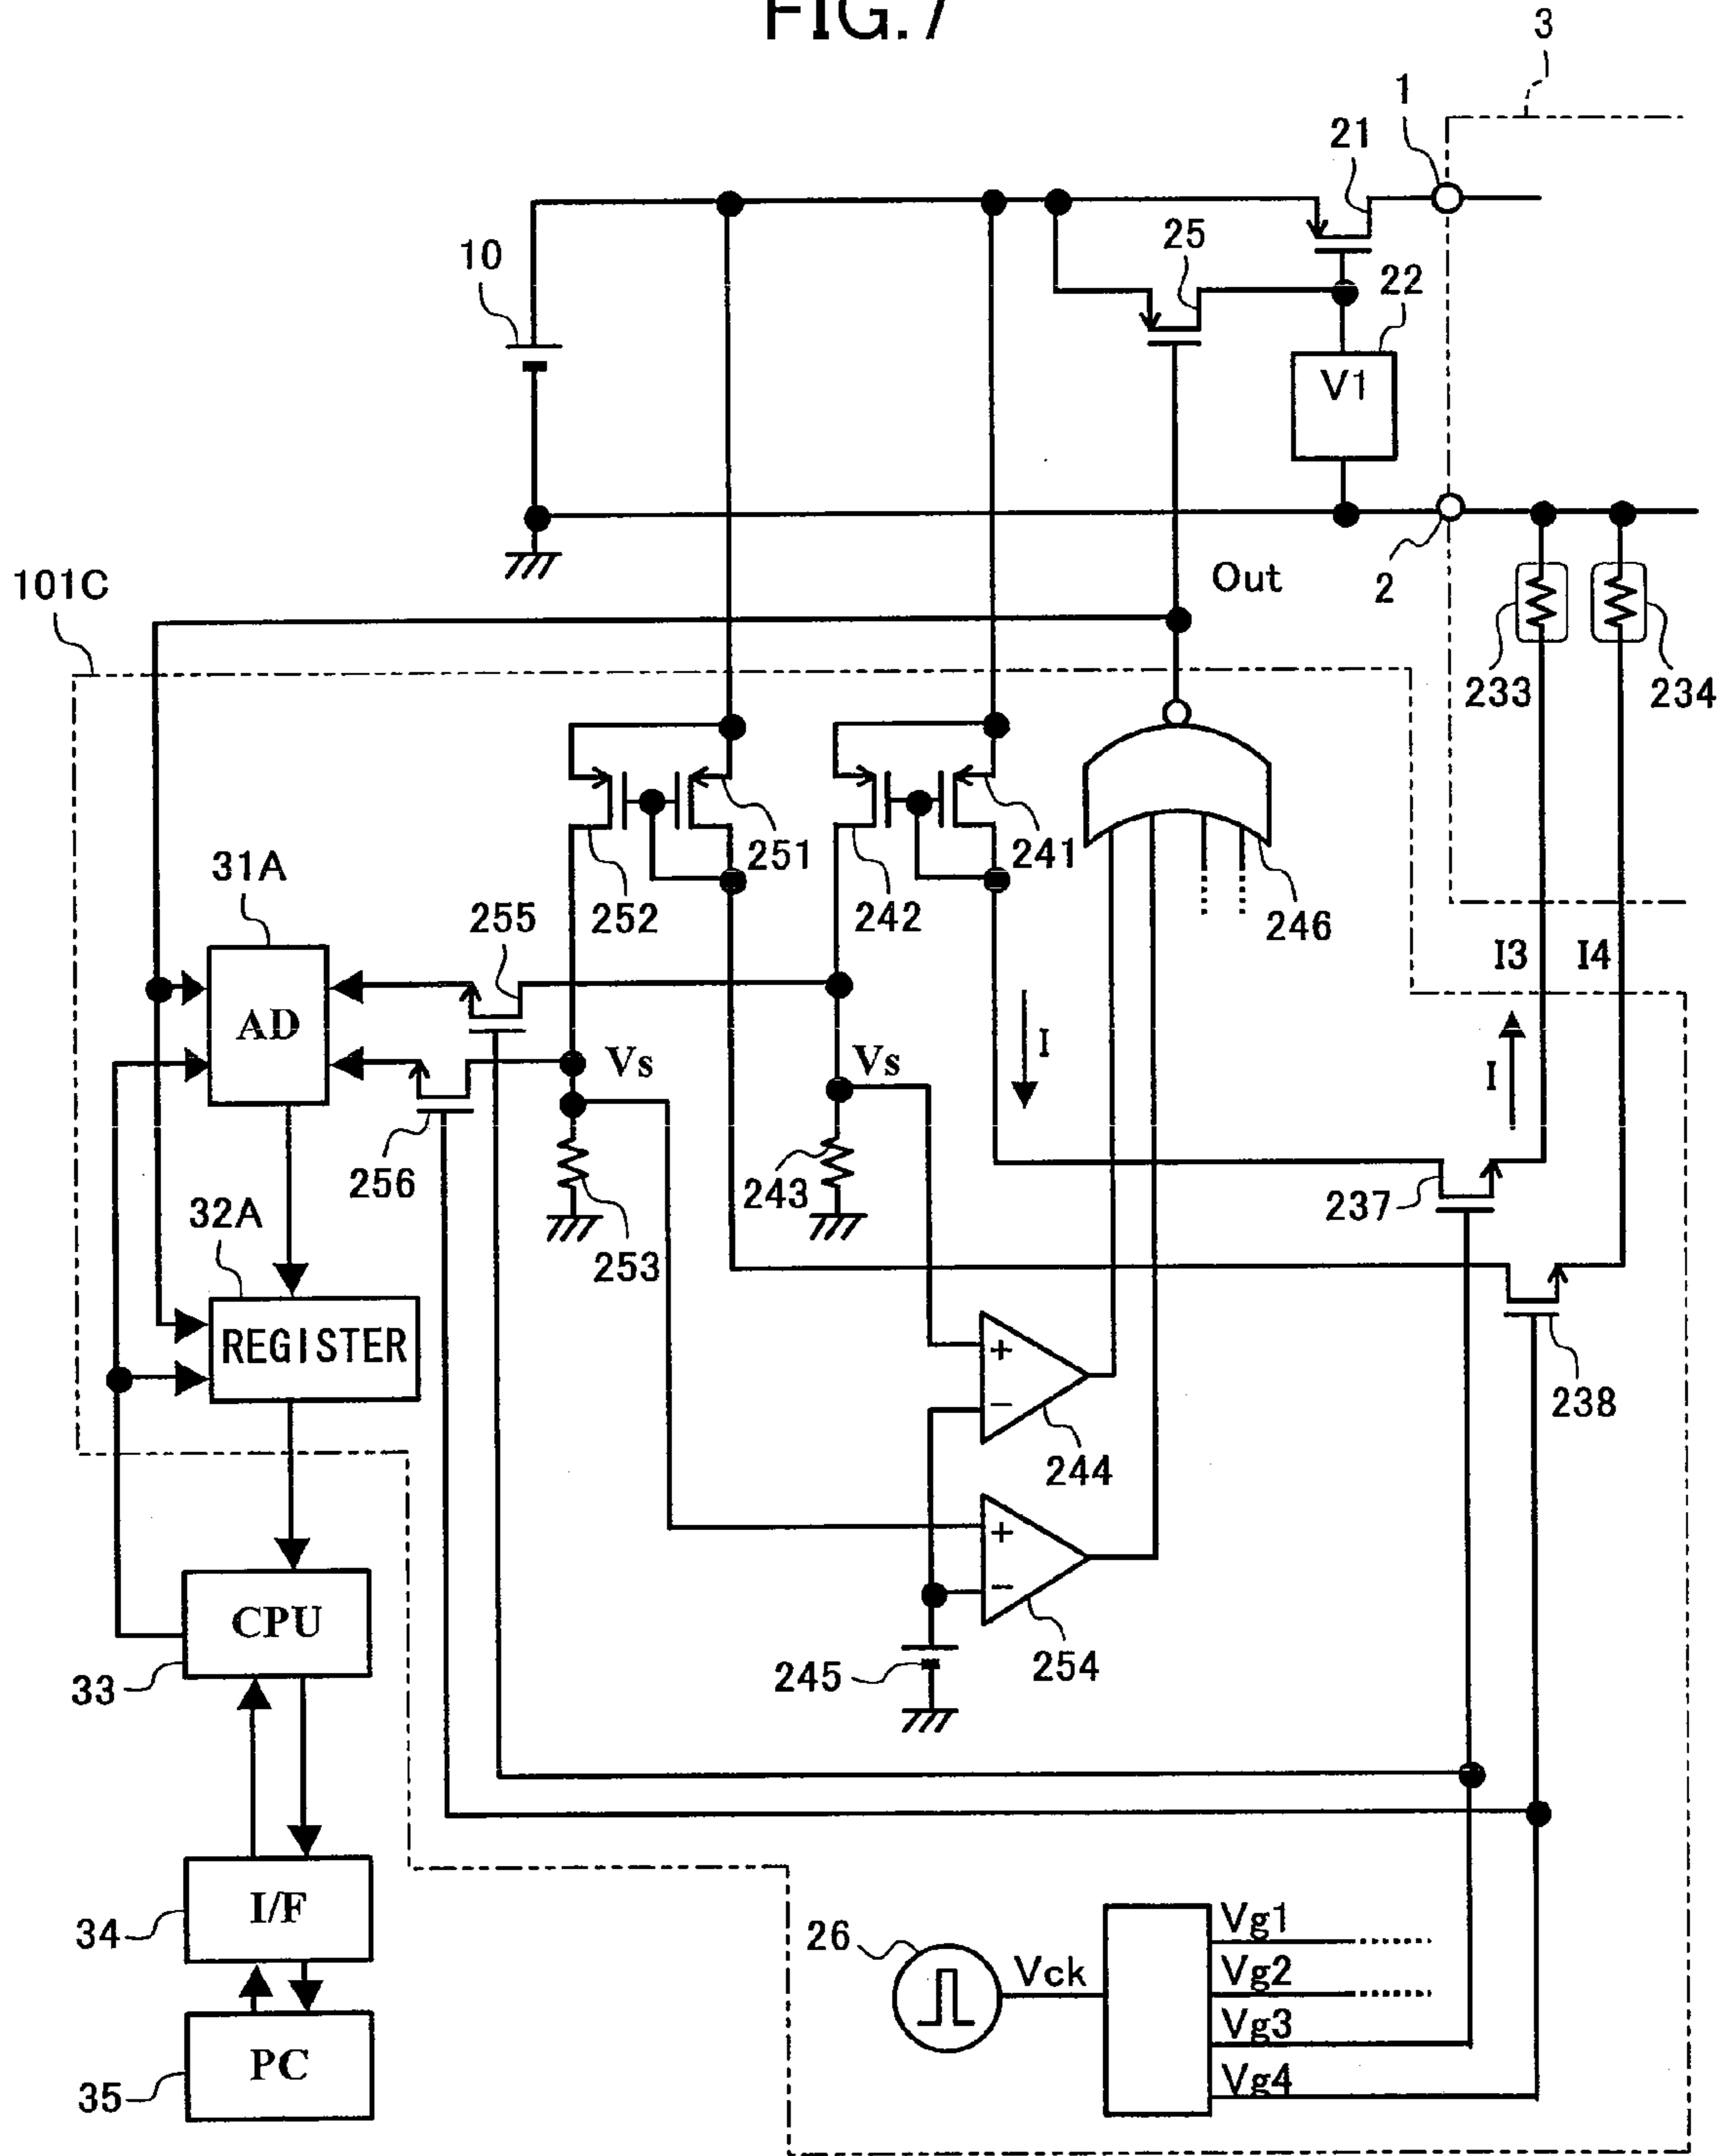 FIG. 7
3
1
21
10
25
22
V1
101C
Out
2
233
234
251
241
31A
252
242
246
255
I3
I4
AD
Vs
Vs
I
I
256
243
237
32A
253
REGISTER
+
−
244
238
CPU
+
−
33
245
254
I/F
34
26
Vck
Vg1
Vg2
Vg3
Vg4
PC
35